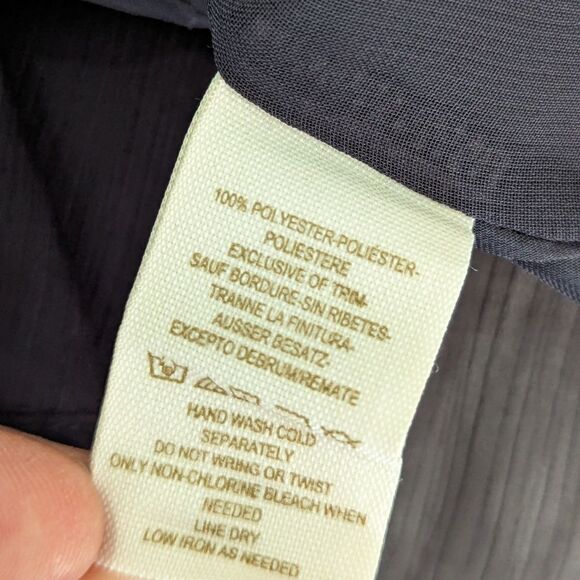 100% POLYESTER-POLIÉSTER-
POLIESTERE
EXCLUSIVE OF TRIM-
SAUF BORDURE-SIN RIBETES-
TRANNE LA FINITURA-
AUSSER BESATZ-
EXCEPTO DEBRUM/REMATE
HAND WASH COLD
SEPARATELY
DO NOT WRING OR TWIST
ONLY NON-CHLORINE BLEACH WHEN
NEEDED
LINE DRY
LOW IRON AS NEEDED